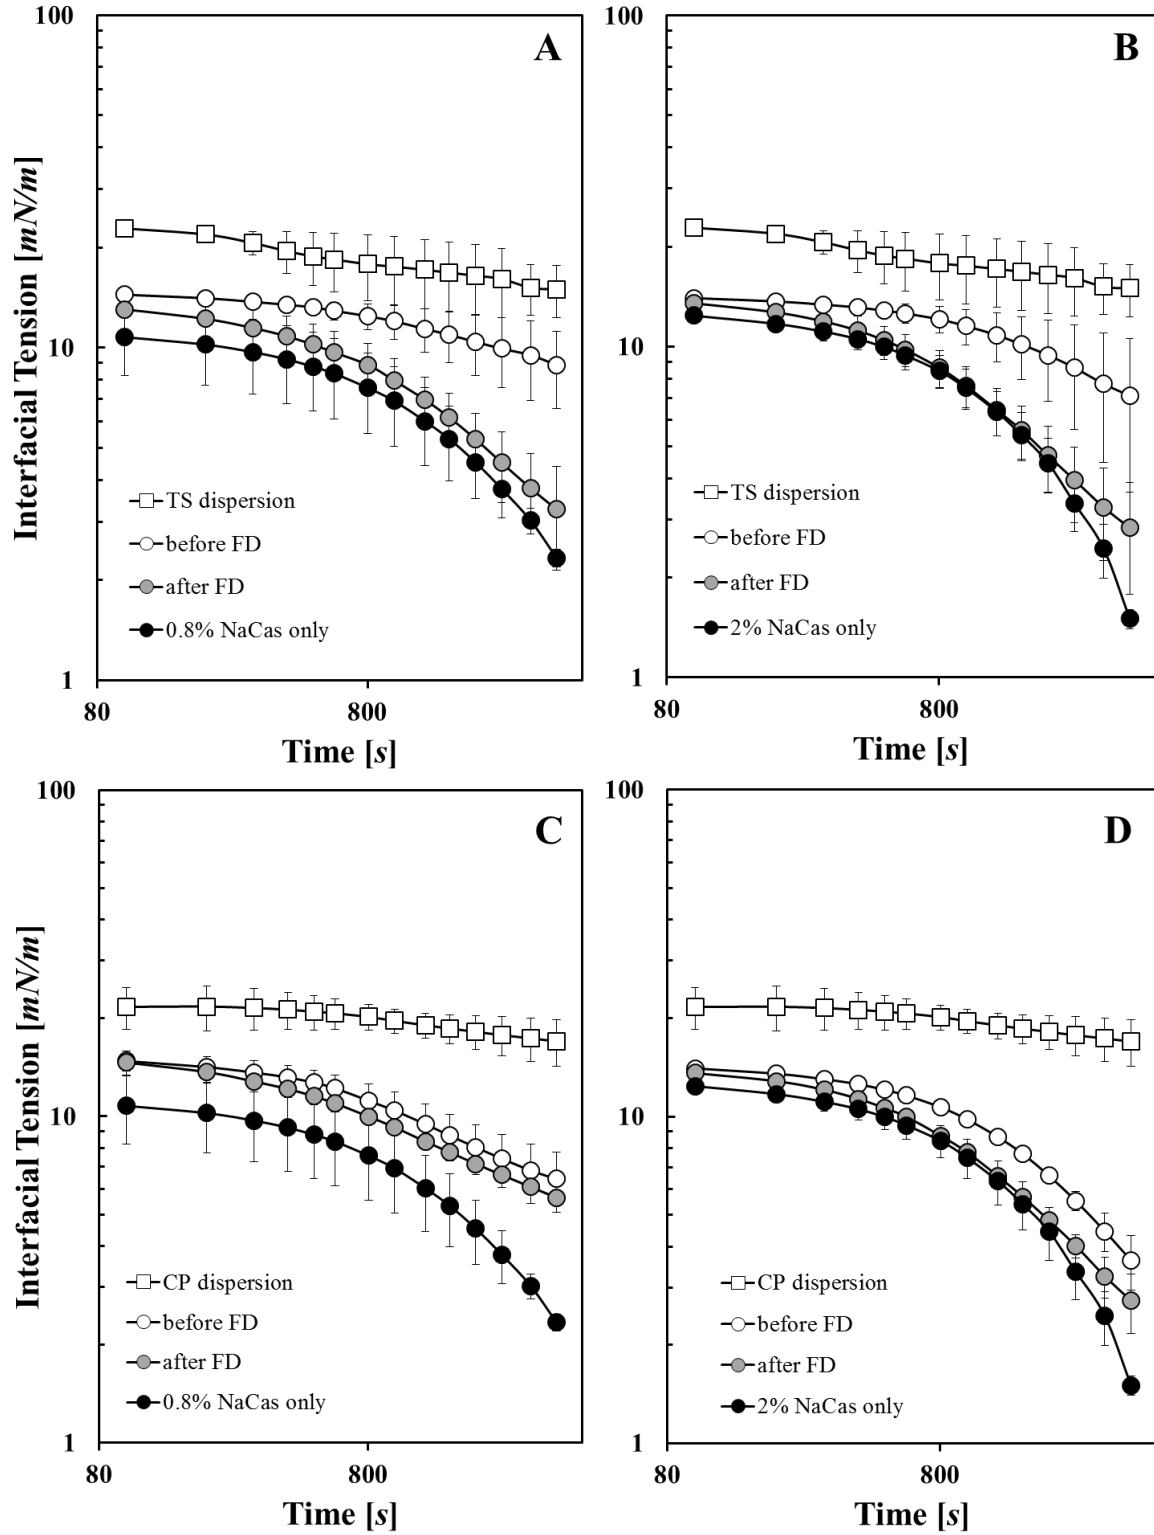 100
A
10
1
80
800
Interfacial Tension [mN/m]
Time [s]
TS dispersion
before FD
after FD
0.8% NaCas only
100
B
10
1
80
800
Time [s]
TS dispersion
before FD
after FD
2% NaCas only
100
C
10
1
80
800
Interfacial Tension [mN/m]
Time [s]
CP dispersion
before FD
after FD
0.8% NaCas only
100
D
10
1
80
800
Time [s]
CP dispersion
before FD
after FD
2% NaCas only